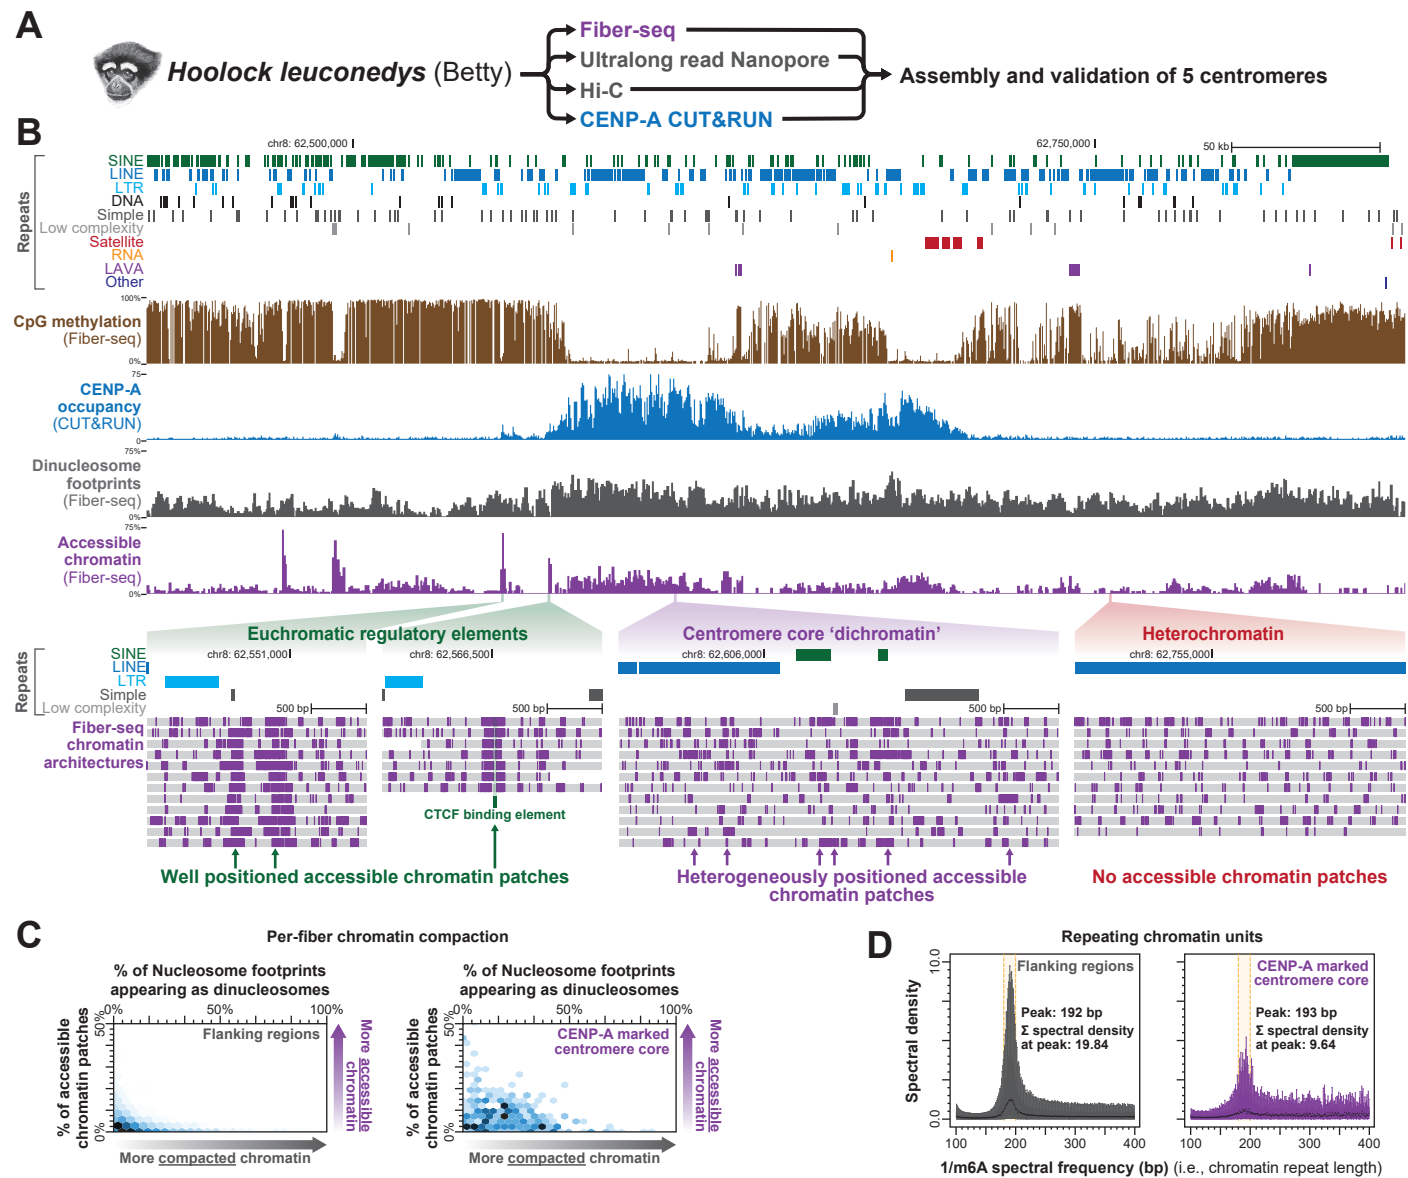 A
Hoolock leuconedys (Betty)
Fiber-seq
Ultralong read Nanopore
Hi-C
CENP-A CUT&RUN
Assembly and validation of 5 centromeres
B
chr8: 62,500,000
62,750,000
50 kb
Repeats
SINE
LINE
LTR
DNA
Simple
Low complexity
Satellite
RNA
LAVA
Other
100%
CpG methylation
(Fiber-seq)
0%
75
CENP-A
occupancy
(CUT&RUN)
0
75%
Dinucleosome
footprints
(Fiber-seq)
0%
75%
Accessible
chromatin
(Fiber-seq)
0%
Euchromatic regulatory elements
Centromere core ‘dichromatin’
Heterochromatin
Repeats
SINE
LINE
LTR
Simple
Low complexity
chr8: 62,551,000
chr8: 62,566,500
chr8: 62,606,000
chr8: 62,755,000
500 bp
500 bp
500 bp
500 bp
Fiber-seq
chromatin
architectures
CTCF binding element
Well positioned accessible chromatin patches
Heterogeneously positioned accessible
chromatin patches
No accessible chromatin patches
C
Per-fiber chromatin compaction
% of Nucleosome footprints
appearing as dinucleosomes
0% 50% 100%
% of accessible
chromatin patches
50%
0%
Flanking regions
More accessible
chromatin
More compacted chromatin
% of Nucleosome footprints
appearing as dinucleosomes
0% 50% 100%
% of accessible
chromatin patches
50%
0%
CENP-A marked
centromere core
More accessible
chromatin
More compacted chromatin
D
Repeating chromatin units
Spectral density
10.0
0.0
Flanking regions
Peak: 192 bp
Σ spectral density
at peak: 19.84
100 200 300 400
CENP-A marked
centromere core
Peak: 193 bp
Σ spectral density
at peak: 9.64
100 200 300 400
1/m6A spectral frequency (bp) (i.e., chromatin repeat length)